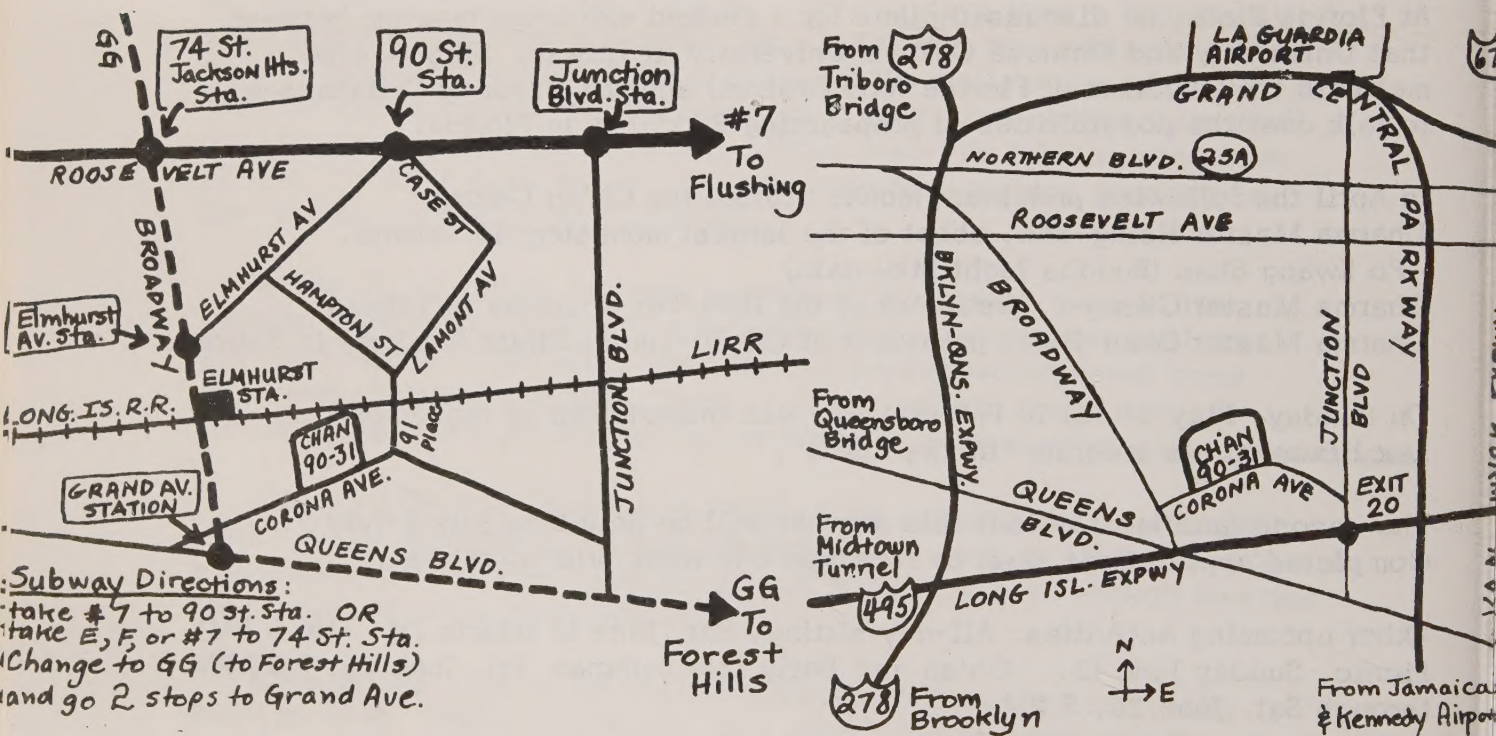 GG
74 St.
Jackson Hts.
Sta.
90 St.
Sta.
Junction
Blvd. Sta.
#7
To
Flushing
ROOSEVELT AVE
BROADWAY
ELMHURST AV
CASE ST
HAMPTON ST
LAMONT AV
JUNCTION BLVD.
Elmhurst
Av. Sta.
ELMHURST
STA.
LONG. IS. R.R.
LIRR
CHAN
90-31
91
Place
GRAND AV.
STATION
CORONA AVE.
QUEENS BLVD.
GG
To
Forest
Hills
Subway Directions:
take #7 to 90 St. Sta. OR
take E, F, or #7 to 74 St. Sta.
Change to GG (to Forest Hills)
and go 2 stops to Grand Ave.
From
Triboro
Bridge
278
LA GUARDIA
AIRPORT
GRAND CENTRAL PARKWAY
NORTHERN BLVD. 25A
ROOSEVELT AVE
BKLYN-QNS EXPWY.
BROADWAY
JUNCTION
BLVD
From
Queensboro
Bridge
CHAN
90-31
CORONA AVE
EXIT
20
QUEENS
BLVD.
From
Midtown
Tunnel
495
LONG ISL. EXPWY
278
From
Brooklyn
N
E
From Jamaica
& Kennedy Airport